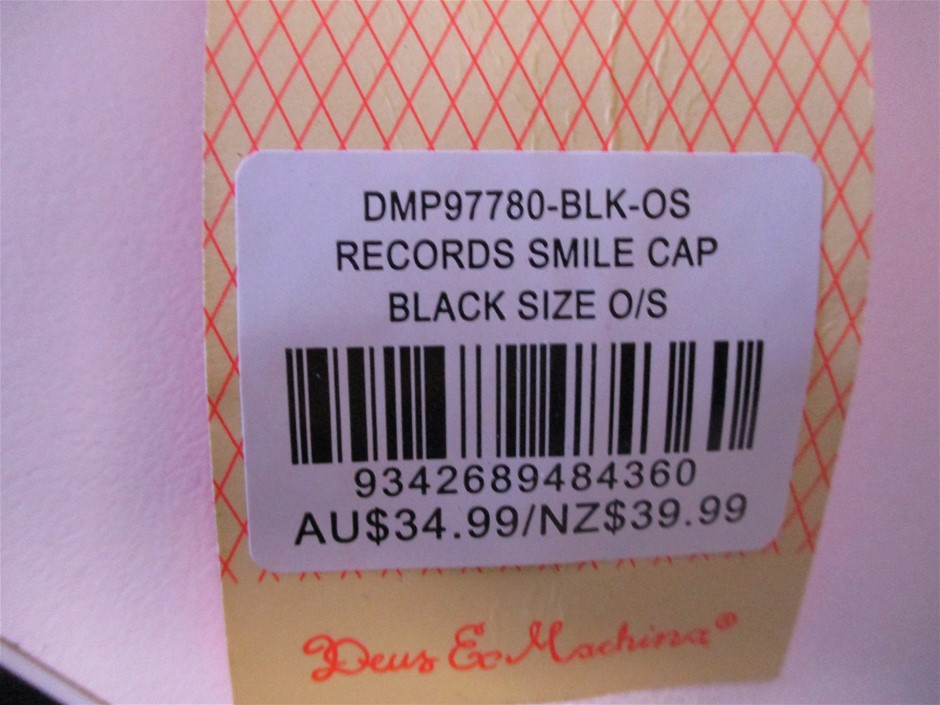 DMP97780-BLK-OS
RECORDS SMILE CAP
BLACK SIZE O/S
9342689484360
AU$34.99/NZ$39.99
Deus Ex Machina®